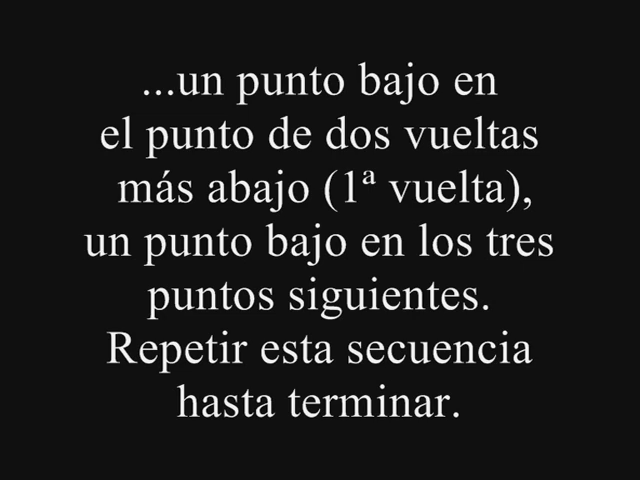 ...un punto bajo en
el punto de dos vueltas
más abajo (1ª vuelta),
un punto bajo en los tres
puntos siguientes.
Repetir esta secuencia
hasta terminar.